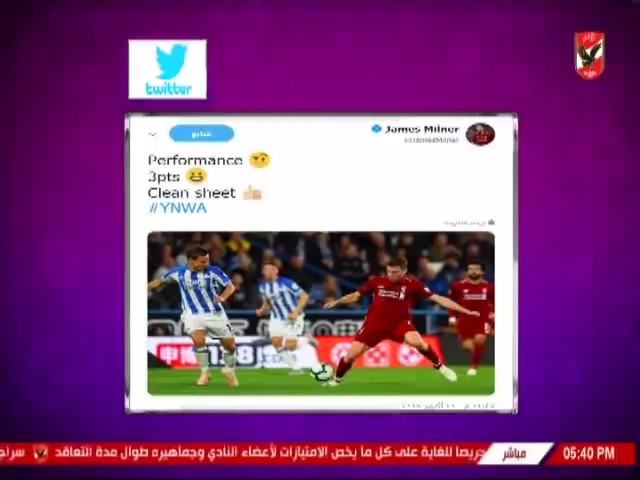 twitter
James Milner
Performance
3pts
Clean sheet
#YNWA
حريصا للغاية على كل ما يخص الامتيازات لأعضاء النادي وجماهيره طوال مدة التعاقد
مباشر
05:40 PM